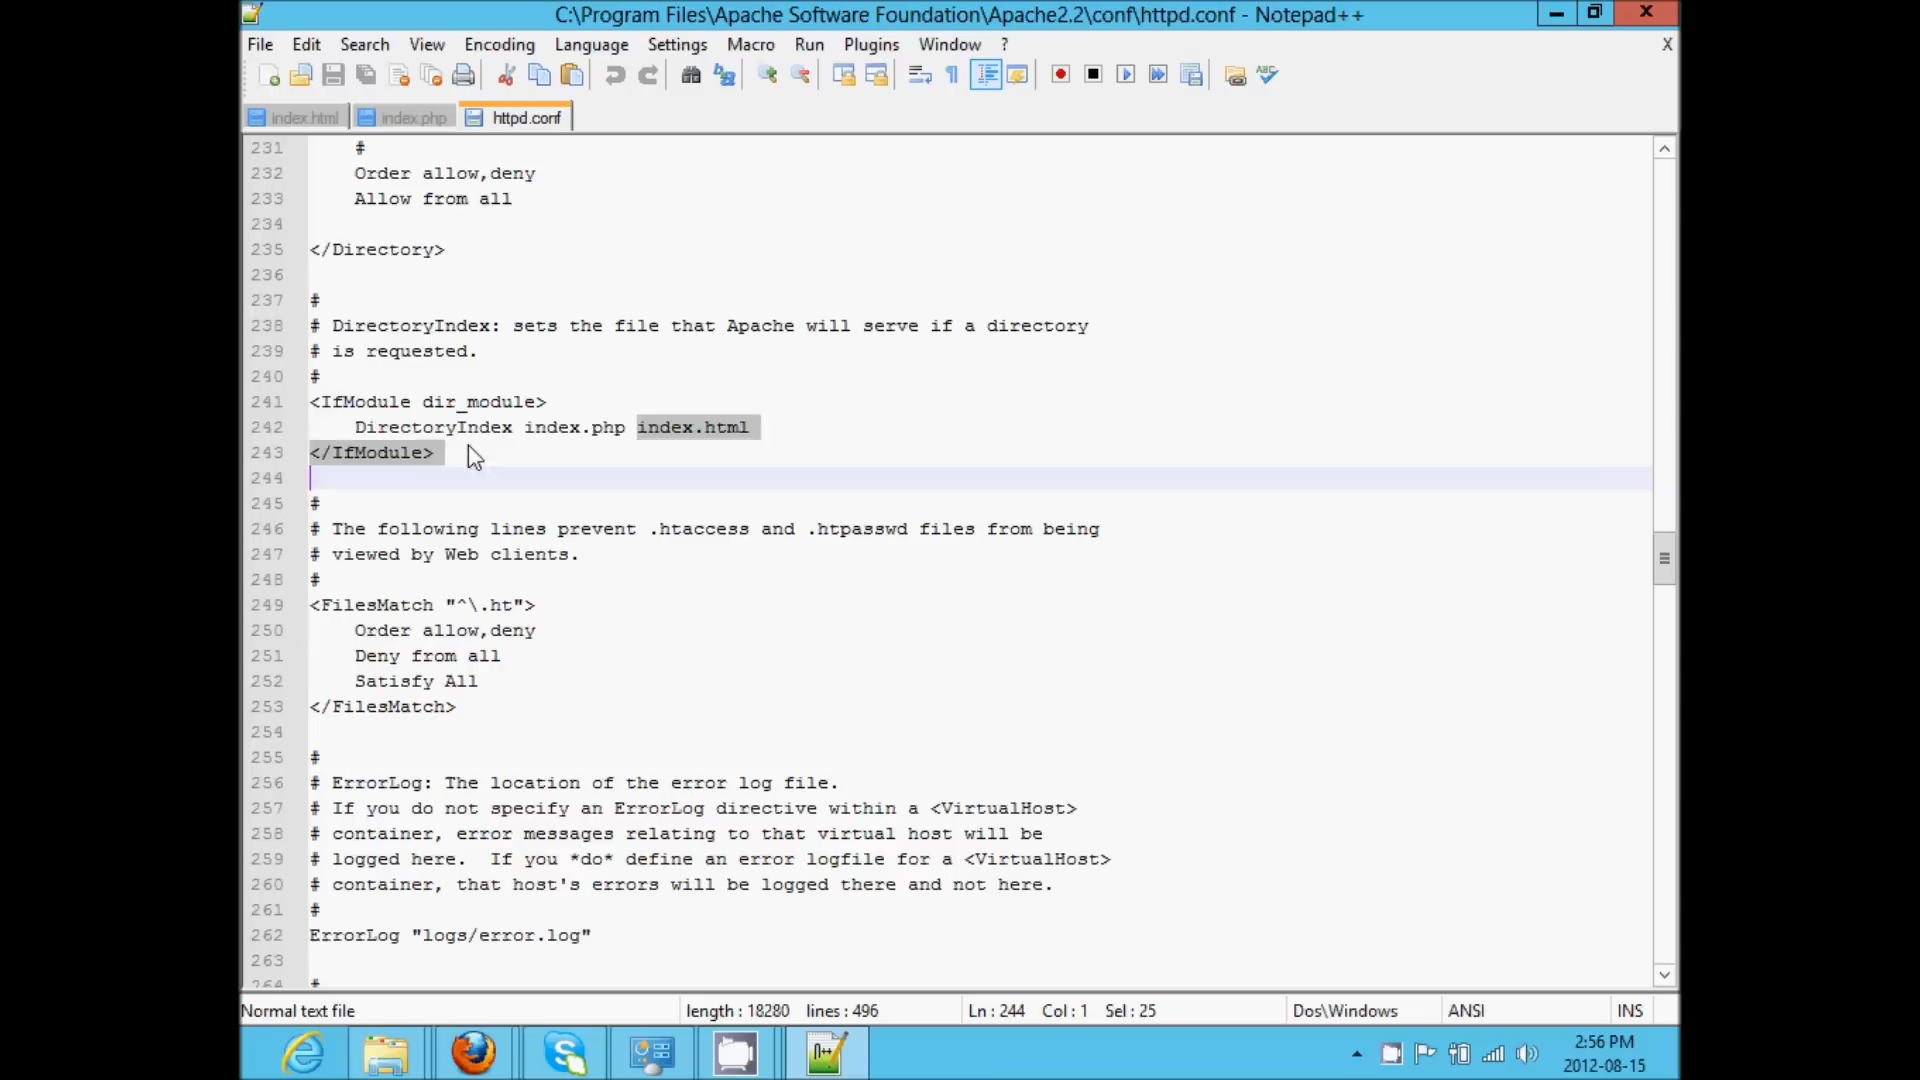 C:\Program Files\Apache Software Foundation\Apache2.2\conf\httpd.conf - Notepad++
File Edit Search View Encoding Language Settings Macro Run Plugins Window ? X
index.html index.php httpd.conf
231 #
232 Order allow,deny
233 Allow from all
234
235 </Directory>
236
237 #
238 # DirectoryIndex: sets the file that Apache will serve if a directory
239 # is requested.
240 #
241 <IfModule dir_module>
242 DirectoryIndex index.php index.html
243 </IfModule>
244
245 #
246 # The following lines prevent .htaccess and .htpasswd files from being
247 # viewed by Web clients.
248 #
249 <FilesMatch "^\.ht">
250 Order allow,deny
251 Deny from all
252 Satisfy All
253 </FilesMatch>
254
255 #
256 # ErrorLog: The location of the error log file.
257 # If you do not specify an ErrorLog directive within a <VirtualHost>
258 # container, error messages relating to that virtual host will be
259 # logged here.  If you *do* define an error logfile for a <VirtualHost>
260 # container, that host's errors will be logged there and not here.
261 #
262 ErrorLog "logs/error.log"
263
264 #
Normal text file length : 18280 lines : 496 Ln : 244 Col : 1 Sel : 25 Dos\Windows ANSI INS
2:56 PM
2012-08-15